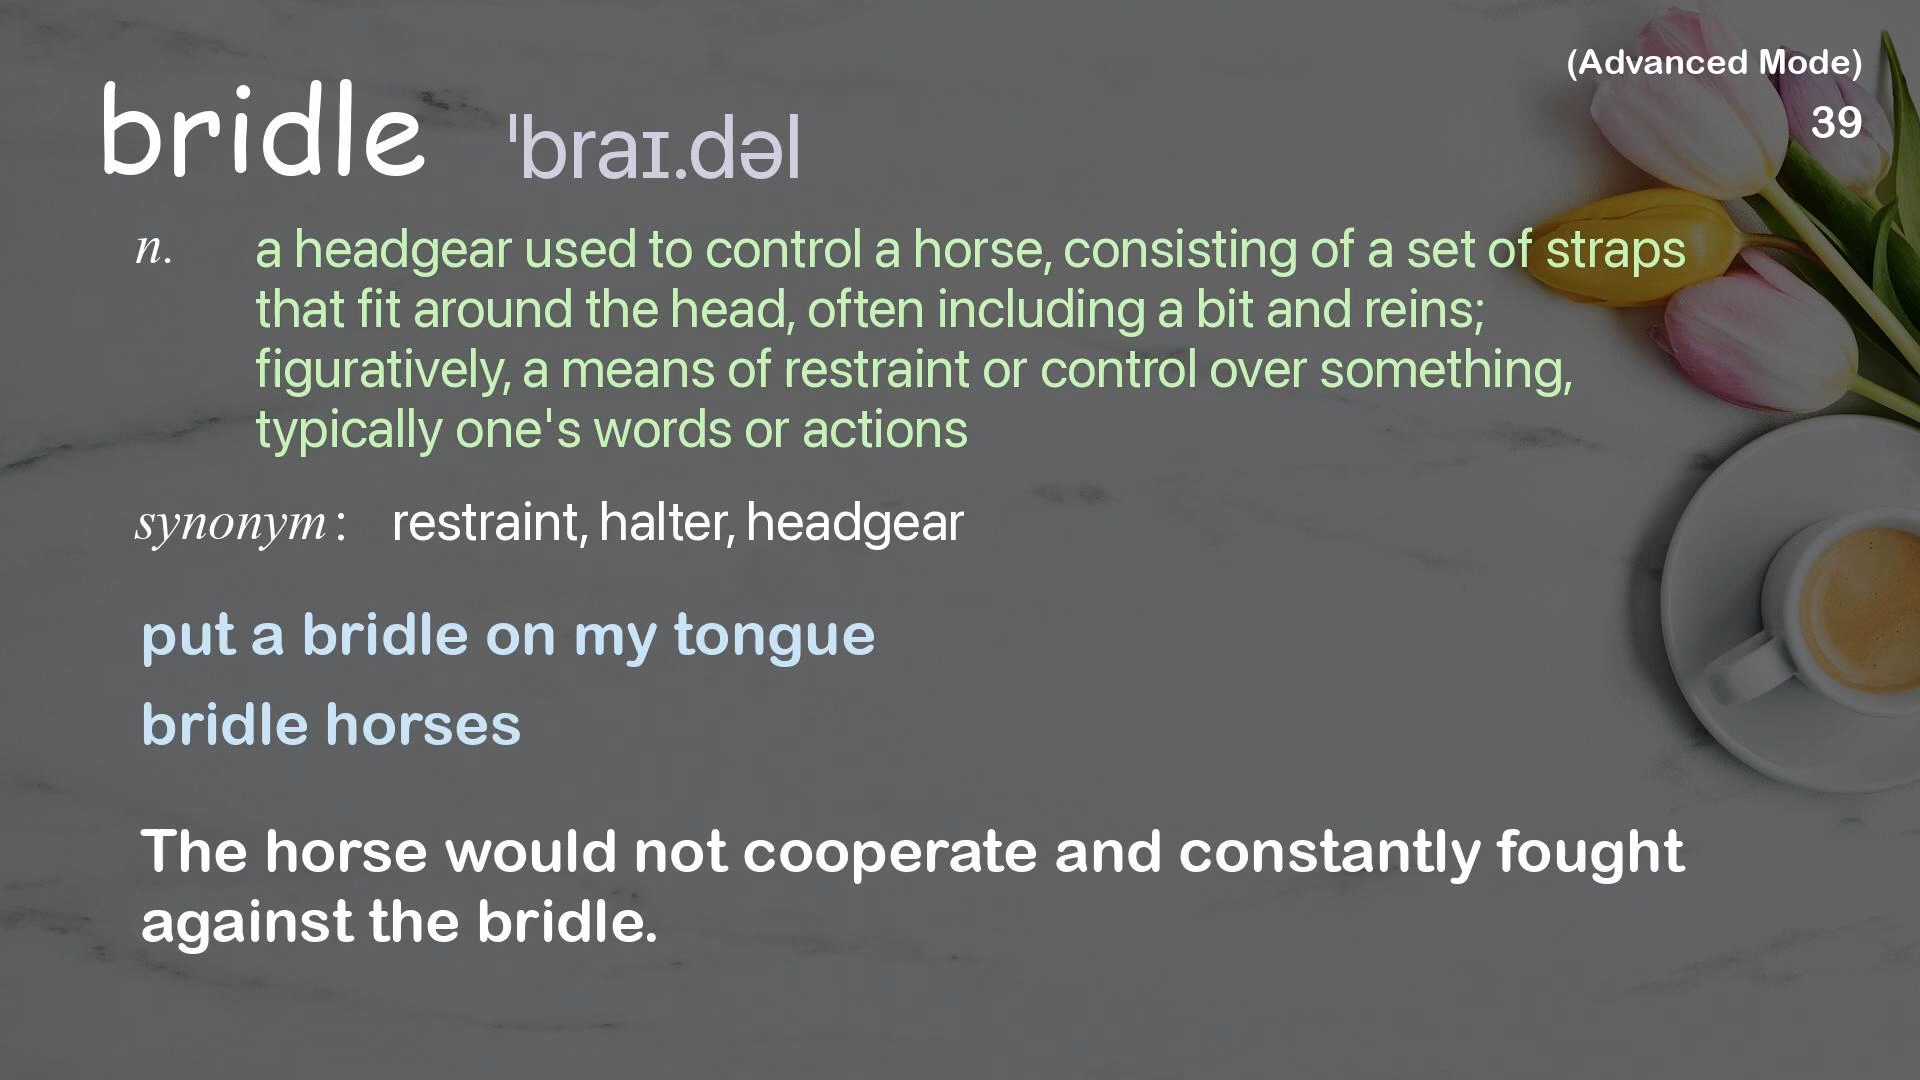 (Advanced Mode)
39
bridle ˈbraɪ.dəl
n. a headgear used to control a horse, consisting of a set of straps
that fit around the head, often including a bit and reins;
figuratively, a means of restraint or control over something,
typically one's words or actions
synonym: restraint, halter, headgear
put a bridle on my tongue
bridle horses
The horse would not cooperate and constantly fought
against the bridle.